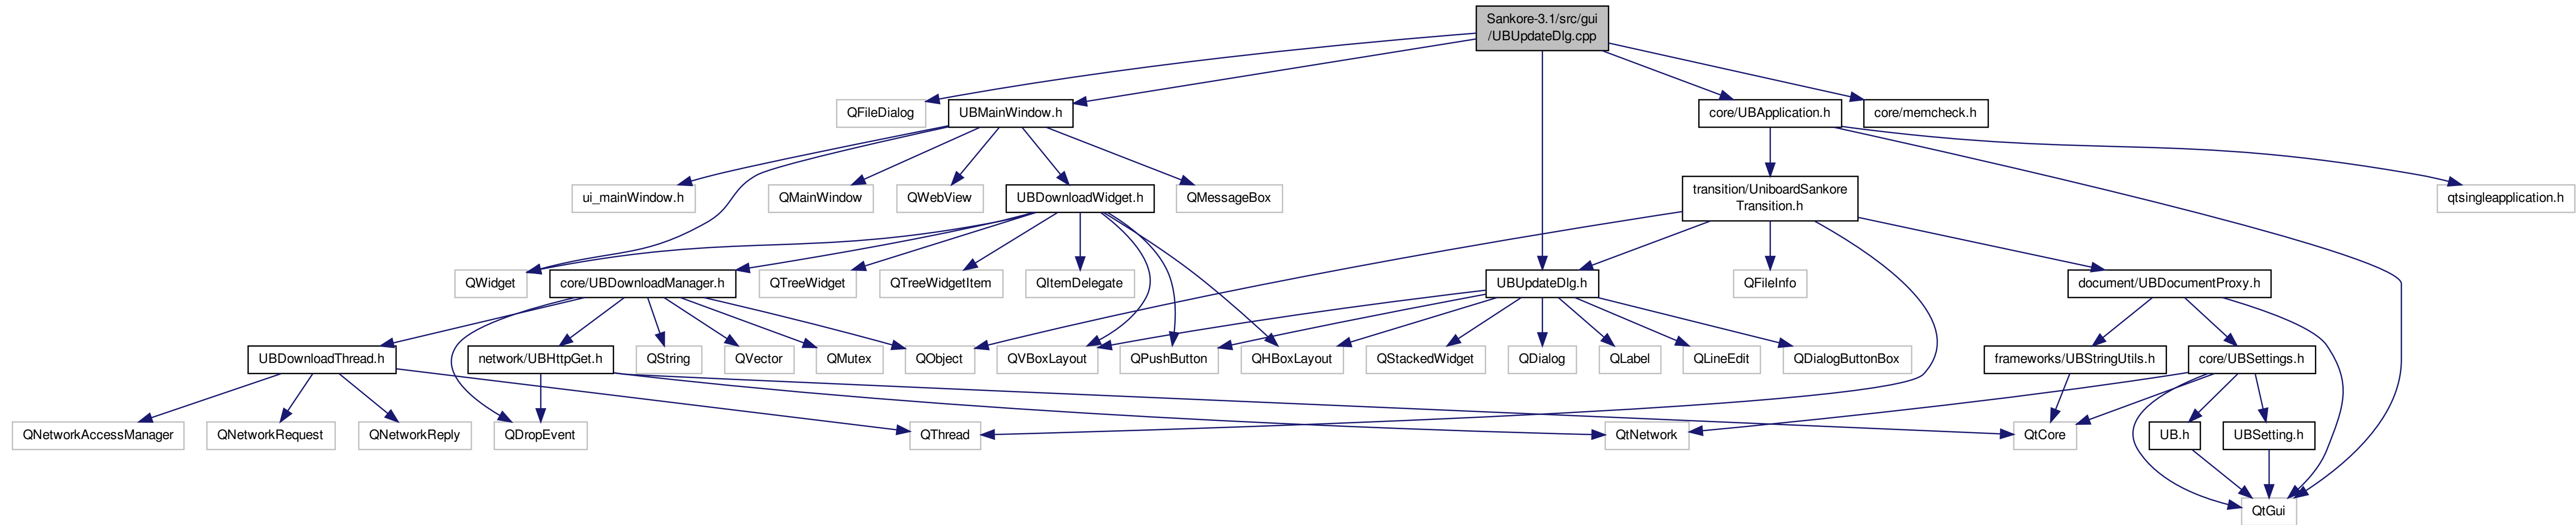 Sankore-3.1/src/gui
/UBUpdateDlg.cpp
QFileDialog
UBMainWindow.h
core/UBApplication.h
core/memcheck.h
ui_mainWindow.h
QMainWindow
QWebView
UBDownloadWidget.h
QMessageBox
transition/UniboardSankore
Transition.h
qtsingleapplication.h
QWidget
core/UBDownloadManager.h
QTreeWidget
QTreeWidgetItem
QItemDelegate
UBUpdateDlg.h
QFileInfo
document/UBDocumentProxy.h
UBDownloadThread.h
network/UBHttpGet.h
QString
QVector
QMutex
QObject
QVBoxLayout
QPushButton
QHBoxLayout
QStackedWidget
QDialog
QLabel
QLineEdit
QDialogButtonBox
frameworks/UBStringUtils.h
core/UBSettings.h
QNetworkAccessManager
QNetworkRequest
QNetworkReply
QDropEvent
QThread
QtNetwork
QtCore
UB.h
UBSetting.h
QtGui